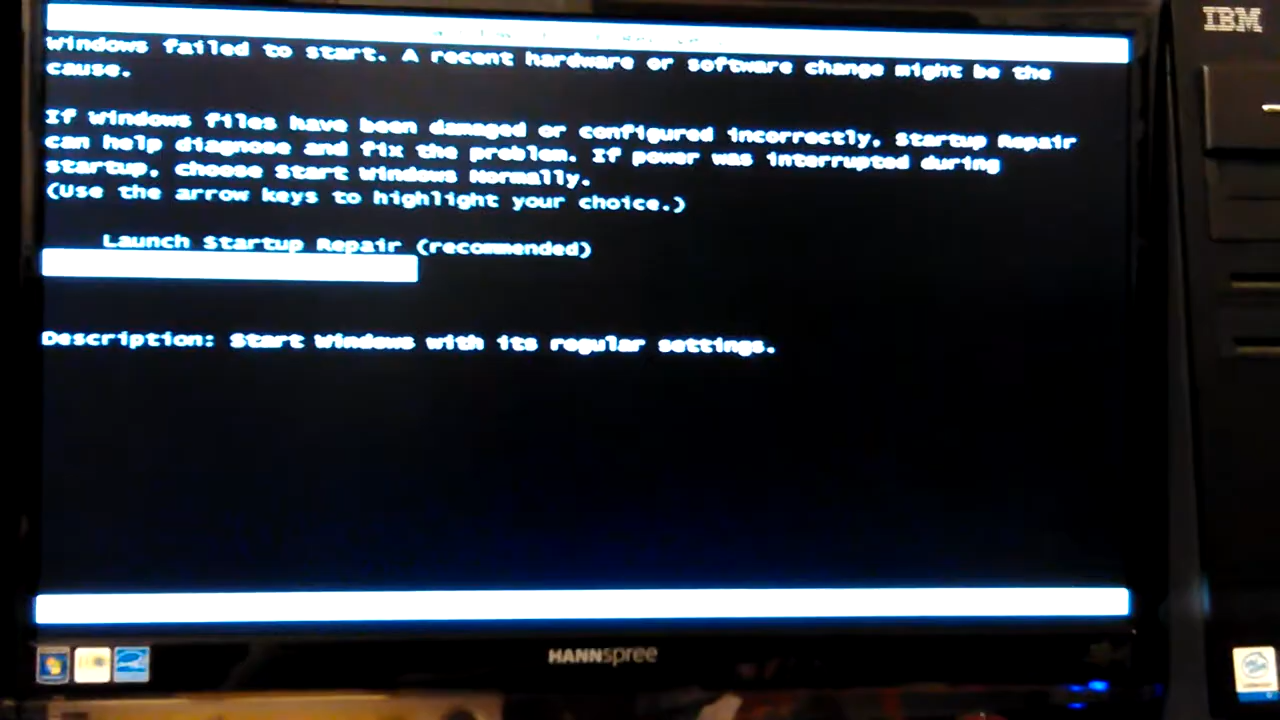 IBM
Windows failed to start. A recent hardware or software change might be the
cause.
If Windows files have been damaged or configured incorrectly, Startup Repair
can help diagnose and fix the problem. If power was interrupted during
startup, choose Start Windows Normally.
(Use the arrow keys to highlight your choice.)
Launch Startup Repair (recommended)
Description: Start Windows with its regular settings.
HANNspree